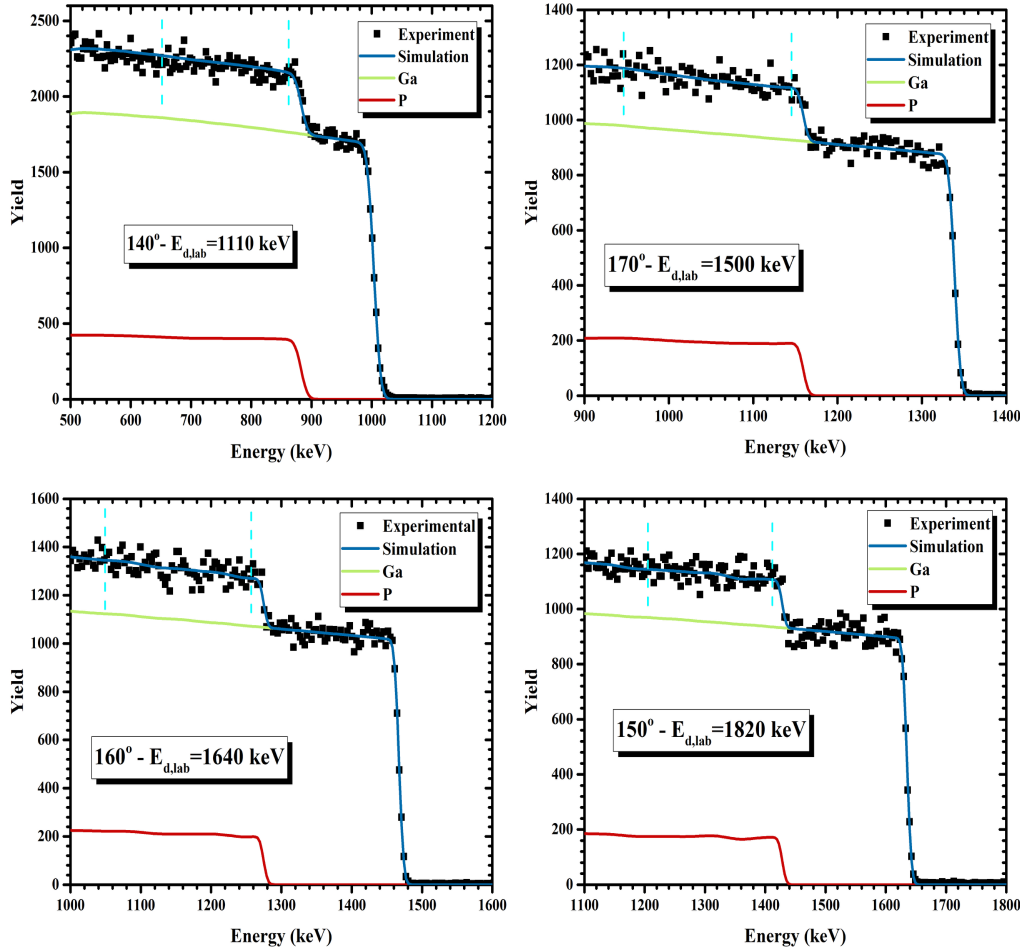 2500
2000
1500
1000
500
0
Yield
500 600 700 800 900 1000 1100 1200
Energy (keV)
Experiment
Simulation
Ga
P
140° - E_d,lab=1110 keV
1400
1200
1000
800
600
400
200
0
Yield
900 1000 1100 1200 1300 1400
Energy (keV)
Experiment
Simulation
Ga
P
170° - E_d,lab =1500 keV
1600
1400
1200
1000
800
600
400
200
0
Yield
1000 1100 1200 1300 1400 1500 1600
Energy (keV)
Experimental
Simulation
Ga
P
160° - E_d,lab=1640 keV
1400
1200
1000
800
600
400
200
0
Yield
1100 1200 1300 1400 1500 1600 1700 1800
Energy (keV)
Experiment
Simulation
Ga
P
150° - E_d,lab=1820 keV